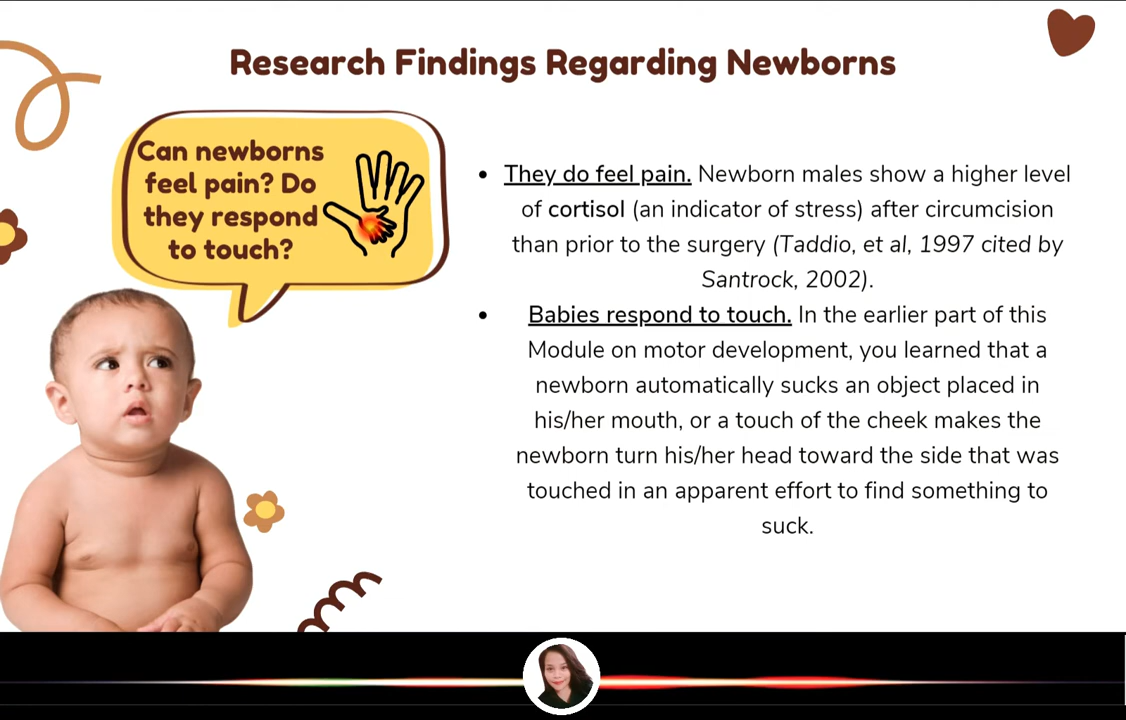 Research Findings Regarding Newborns
Can newborns
feel pain? Do
they respond
to touch?
• They do feel pain. Newborn males show a higher level
of cortisol (an indicator of stress) after circumcision
than prior to the surgery (Taddio, et al, 1997 cited by
Santrock, 2002).
• Babies respond to touch. In the earlier part of this
Module on motor development, you learned that a
newborn automatically sucks an object placed in
his/her mouth, or a touch of the cheek makes the
newborn turn his/her head toward the side that was
touched in an apparent effort to find something to
suck.